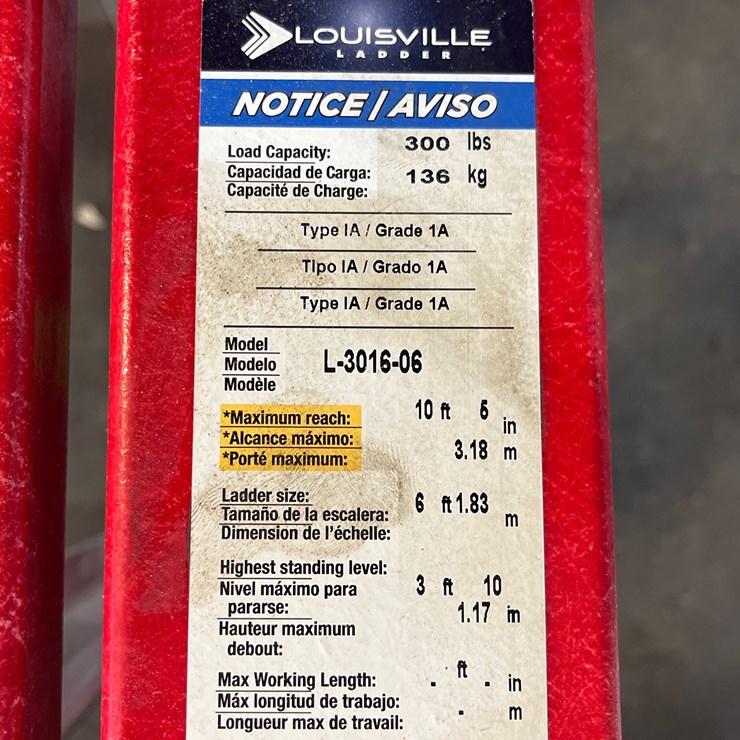 LOUISVILLE
LADDER
NOTICE / AVISO
Load Capacity: 300 lbs
Capacidad de Carga: 136 kg
Capacité de Charge:
Type IA / Grade 1A
Tipo IA / Grado 1A
Type IA / Grade 1A
Model
Modelo L-3016-06
Modèle
*Maximum reach: 10 ft 5 in
*Alcance máximo: 3.18 m
*Porté maximum:
Ladder size: 6 ft 1.83 m
Tamaño de la escalera:
Dimension de l'échelle:
Highest standing level:
Nivel máximo para 3 ft 10
pararse: 1.17 m
Hauteur maximum
debout:
Max Working Length: - ft - in
Máx longitud de trabajo: - m
Longueur max de travail: